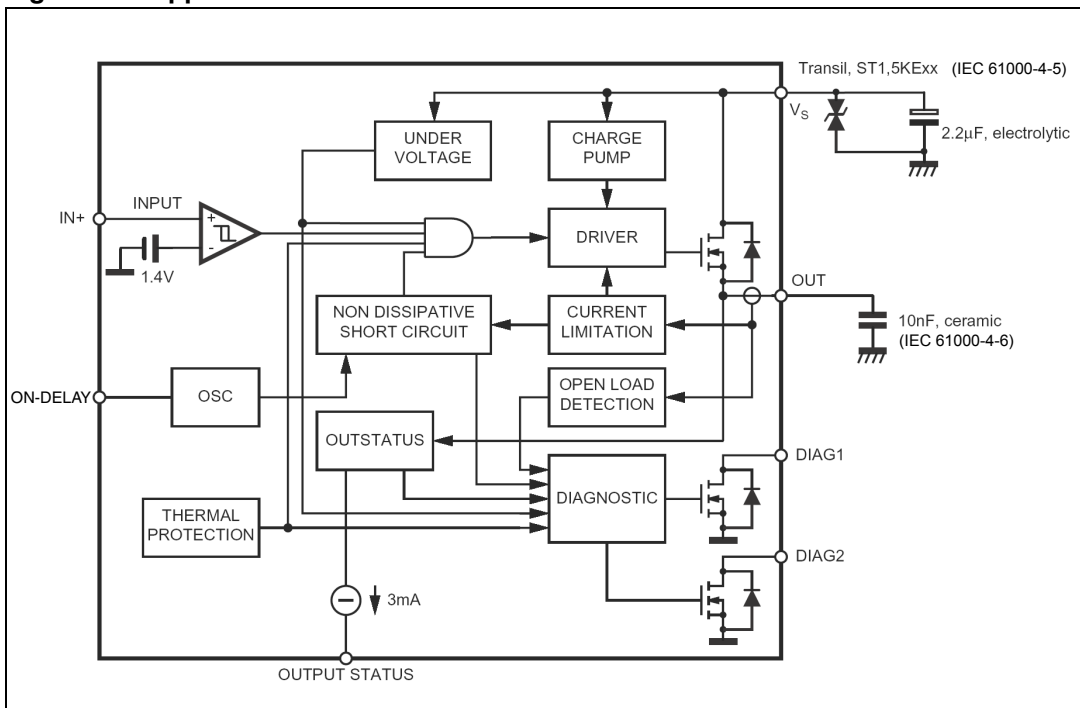 Transil, ST1,5KExx (IEC 61000-4-5)
VS
2.2µF, electrolytic
UNDER
VOLTAGE
CHARGE
PUMP
INPUT
IN+
+
-
1.4V
DRIVER
OUT
NON DISSIPATIVE
SHORT CIRCUIT
CURRENT
LIMITATION
10nF, ceramic
(IEC 61000-4-6)
ON-DELAY
OSC
OPEN LOAD
DETECTION
OUTSTATUS
DIAG1
DIAGNOSTIC
THERMAL
PROTECTION
DIAG2
3mA
OUTPUT STATUS